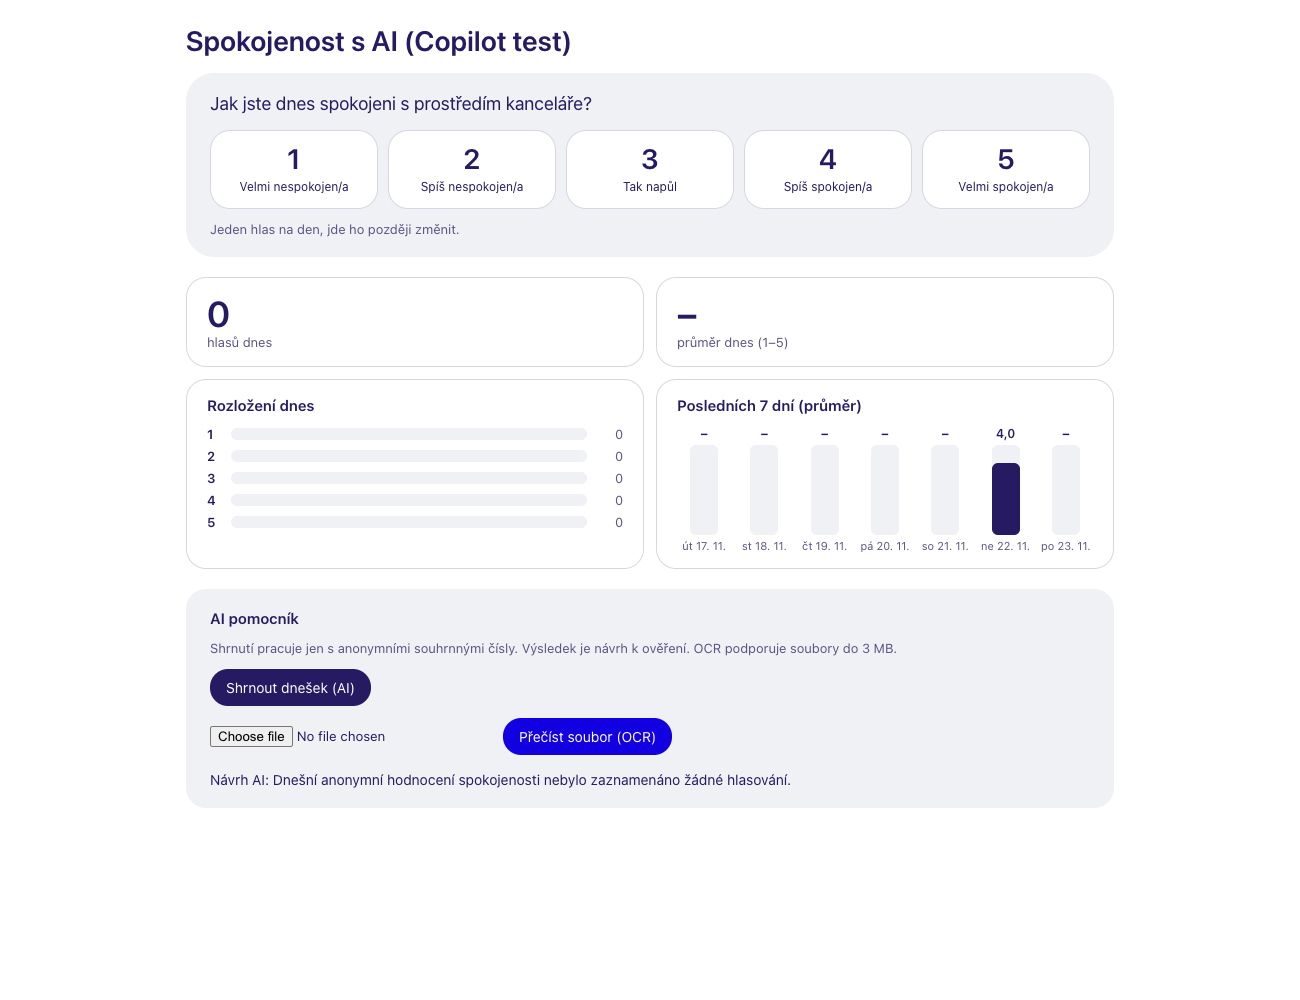 Spokojenost s AI (Copilot test)
Jak jste dnes spokojeni s prostředím kanceláře?
1
Velmi nespokojen/a
2
Spíš nespokojen/a
3
Tak napůl
4
Spíš spokojen/a
5
Velmi spokojen/a
Jeden hlas na den, jde ho později změnit.
0
hlasů dnes
–
průměr dnes (1–5)
Rozložení dnes
1 0
2 0
3 0
4 0
5 0
Posledních 7 dní (průměr)
– – – – – 4,0 –
út 17. 11. st 18. 11. čt 19. 11. pá 20. 11. so 21. 11. ne 22. 11. po 23. 11.
AI pomocník
Shrnutí pracuje jen s anonymními souhrnnými čísly. Výsledek je návrh k ověření. OCR podporuje soubory do 3 MB.
Shrnout dnešek (AI)
Choose file No file chosen Přečíst soubor (OCR)
Návrh AI: Dnešní anonymní hodnocení spokojenosti nebylo zaznamenáno žádné hlasování.